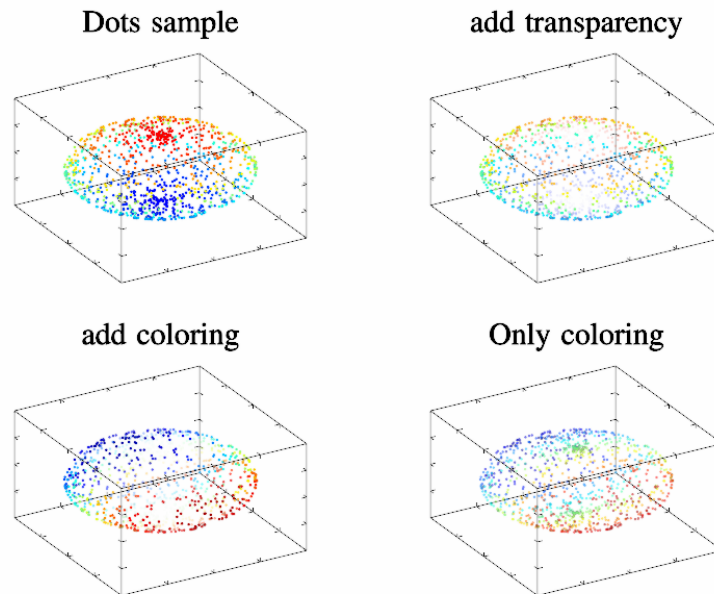 Dots sample
add transparency
add coloring
Only coloring